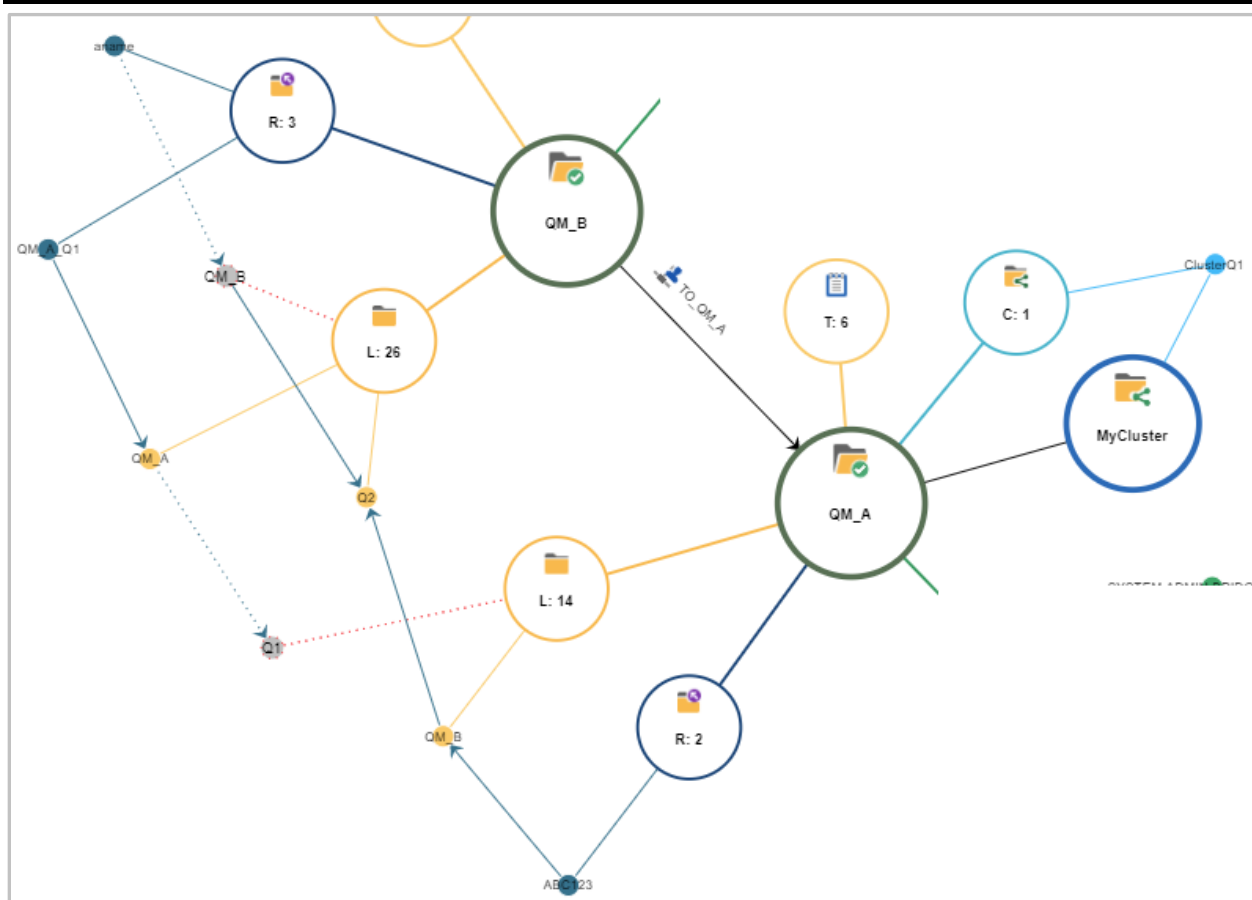 aname
R: 3
QM_B
QM_A_Q1
QM_B
TO_QM_A
ClusterQ1
T: 6
C: 1
L: 26
MyCluster
QM_A
Q2
QM_A
L: 14
Q1
R: 2
QM_B
ABC123